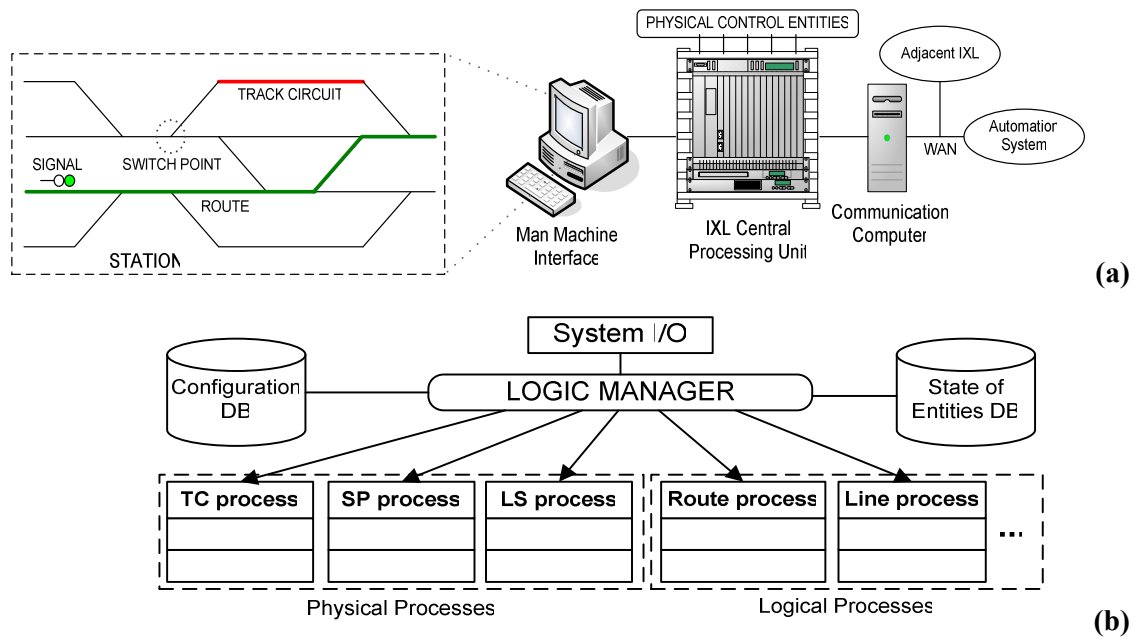 PHYSICAL CONTROL ENTITIES
Adjacent IXL
TRACK CIRCUIT
SIGNAL
SWITCH POINT
ROUTE
STATION
Man Machine
Interface
IXL Central
Processing Unit
Communication
Computer
WAN
Automation
System
(a)
System I/O
Configuration
DB
LOGIC MANAGER
State of
Entities DB
TC process
SP process
LS process
Route process
Line process
...
Physical Processes
Logical Processes
(b)